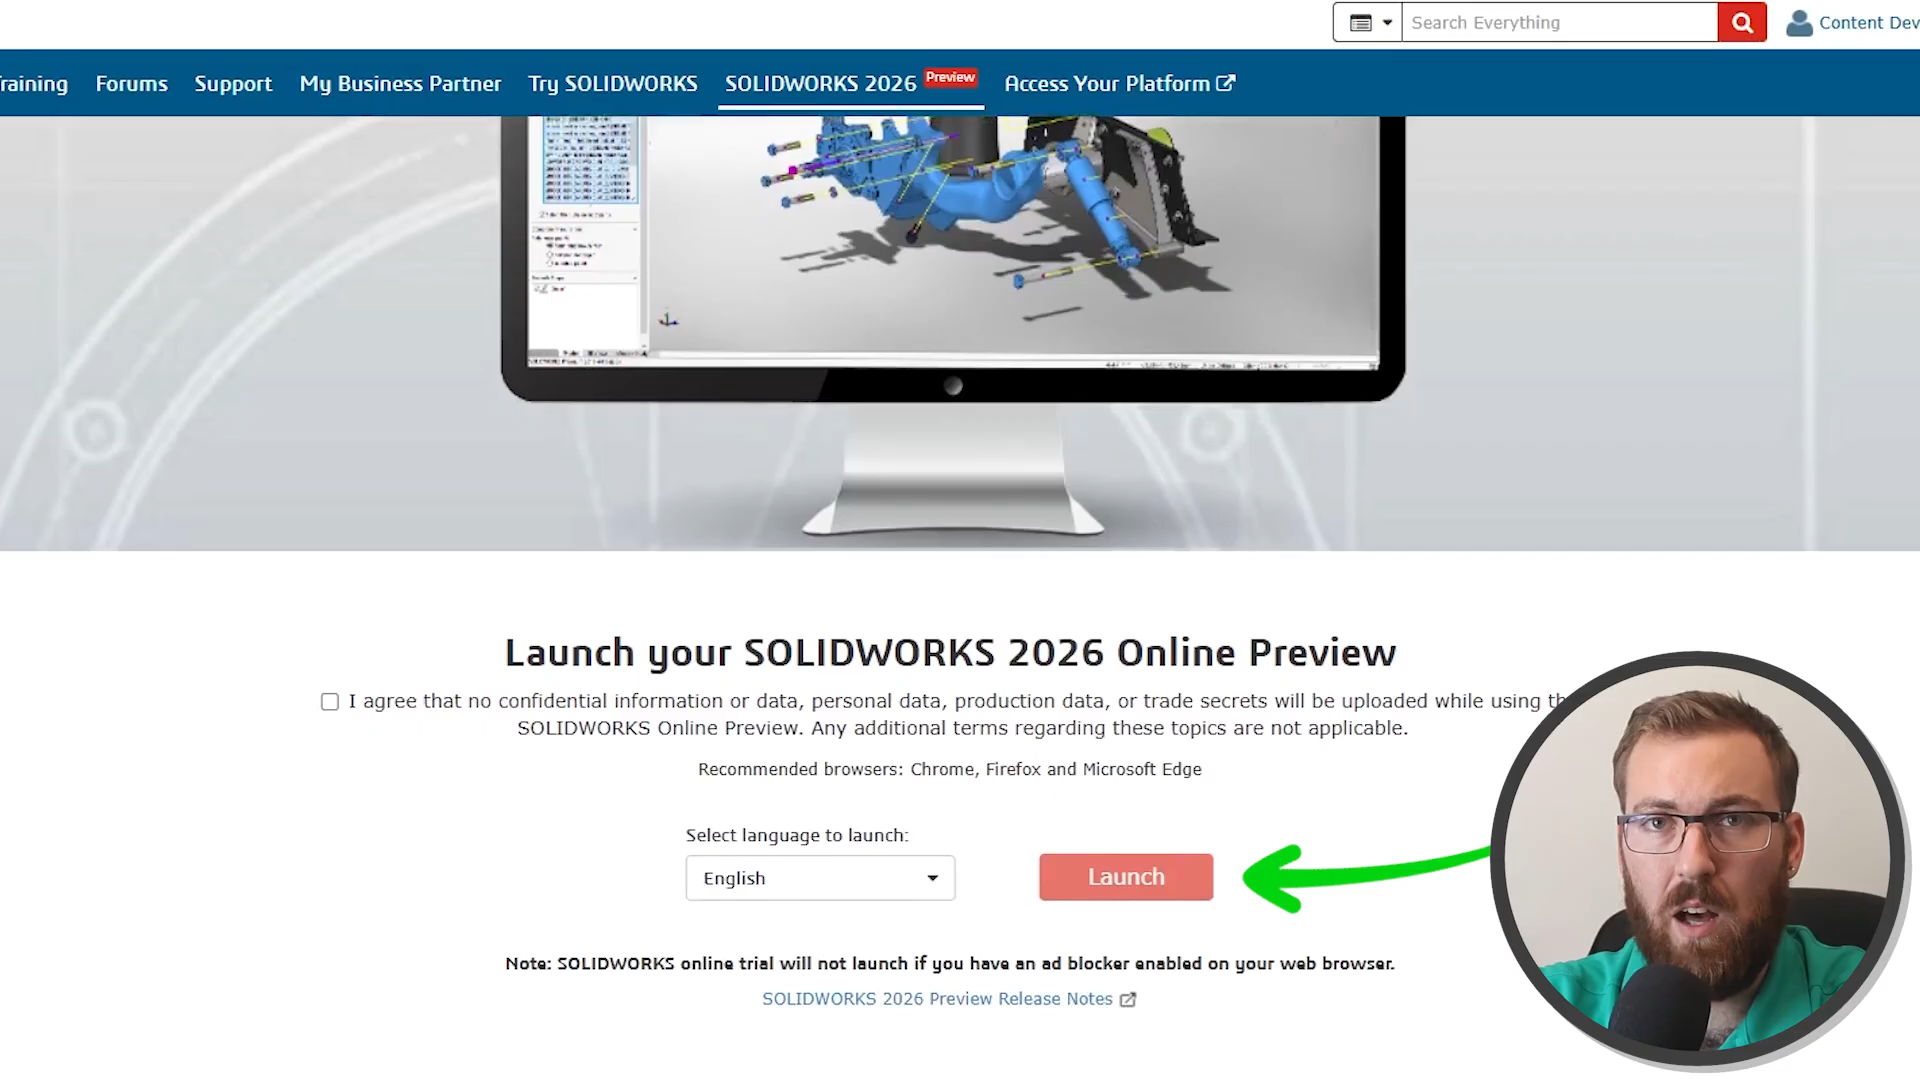 Search Everything
Content Dev
raining Forums Support My Business Partner Try SOLIDWORKS SOLIDWORKS 2026 Preview Access Your Platform
Launch your SOLIDWORKS 2026 Online Preview
I agree that no confidential information or data, personal data, production data, or trade secrets will be uploaded while using th
SOLIDWORKS Online Preview. Any additional terms regarding these topics are not applicable.
Recommended browsers: Chrome, Firefox and Microsoft Edge
Select language to launch:
English
Launch
Note: SOLIDWORKS online trial will not launch if you have an ad blocker enabled on your web browser.
SOLIDWORKS 2026 Preview Release Notes